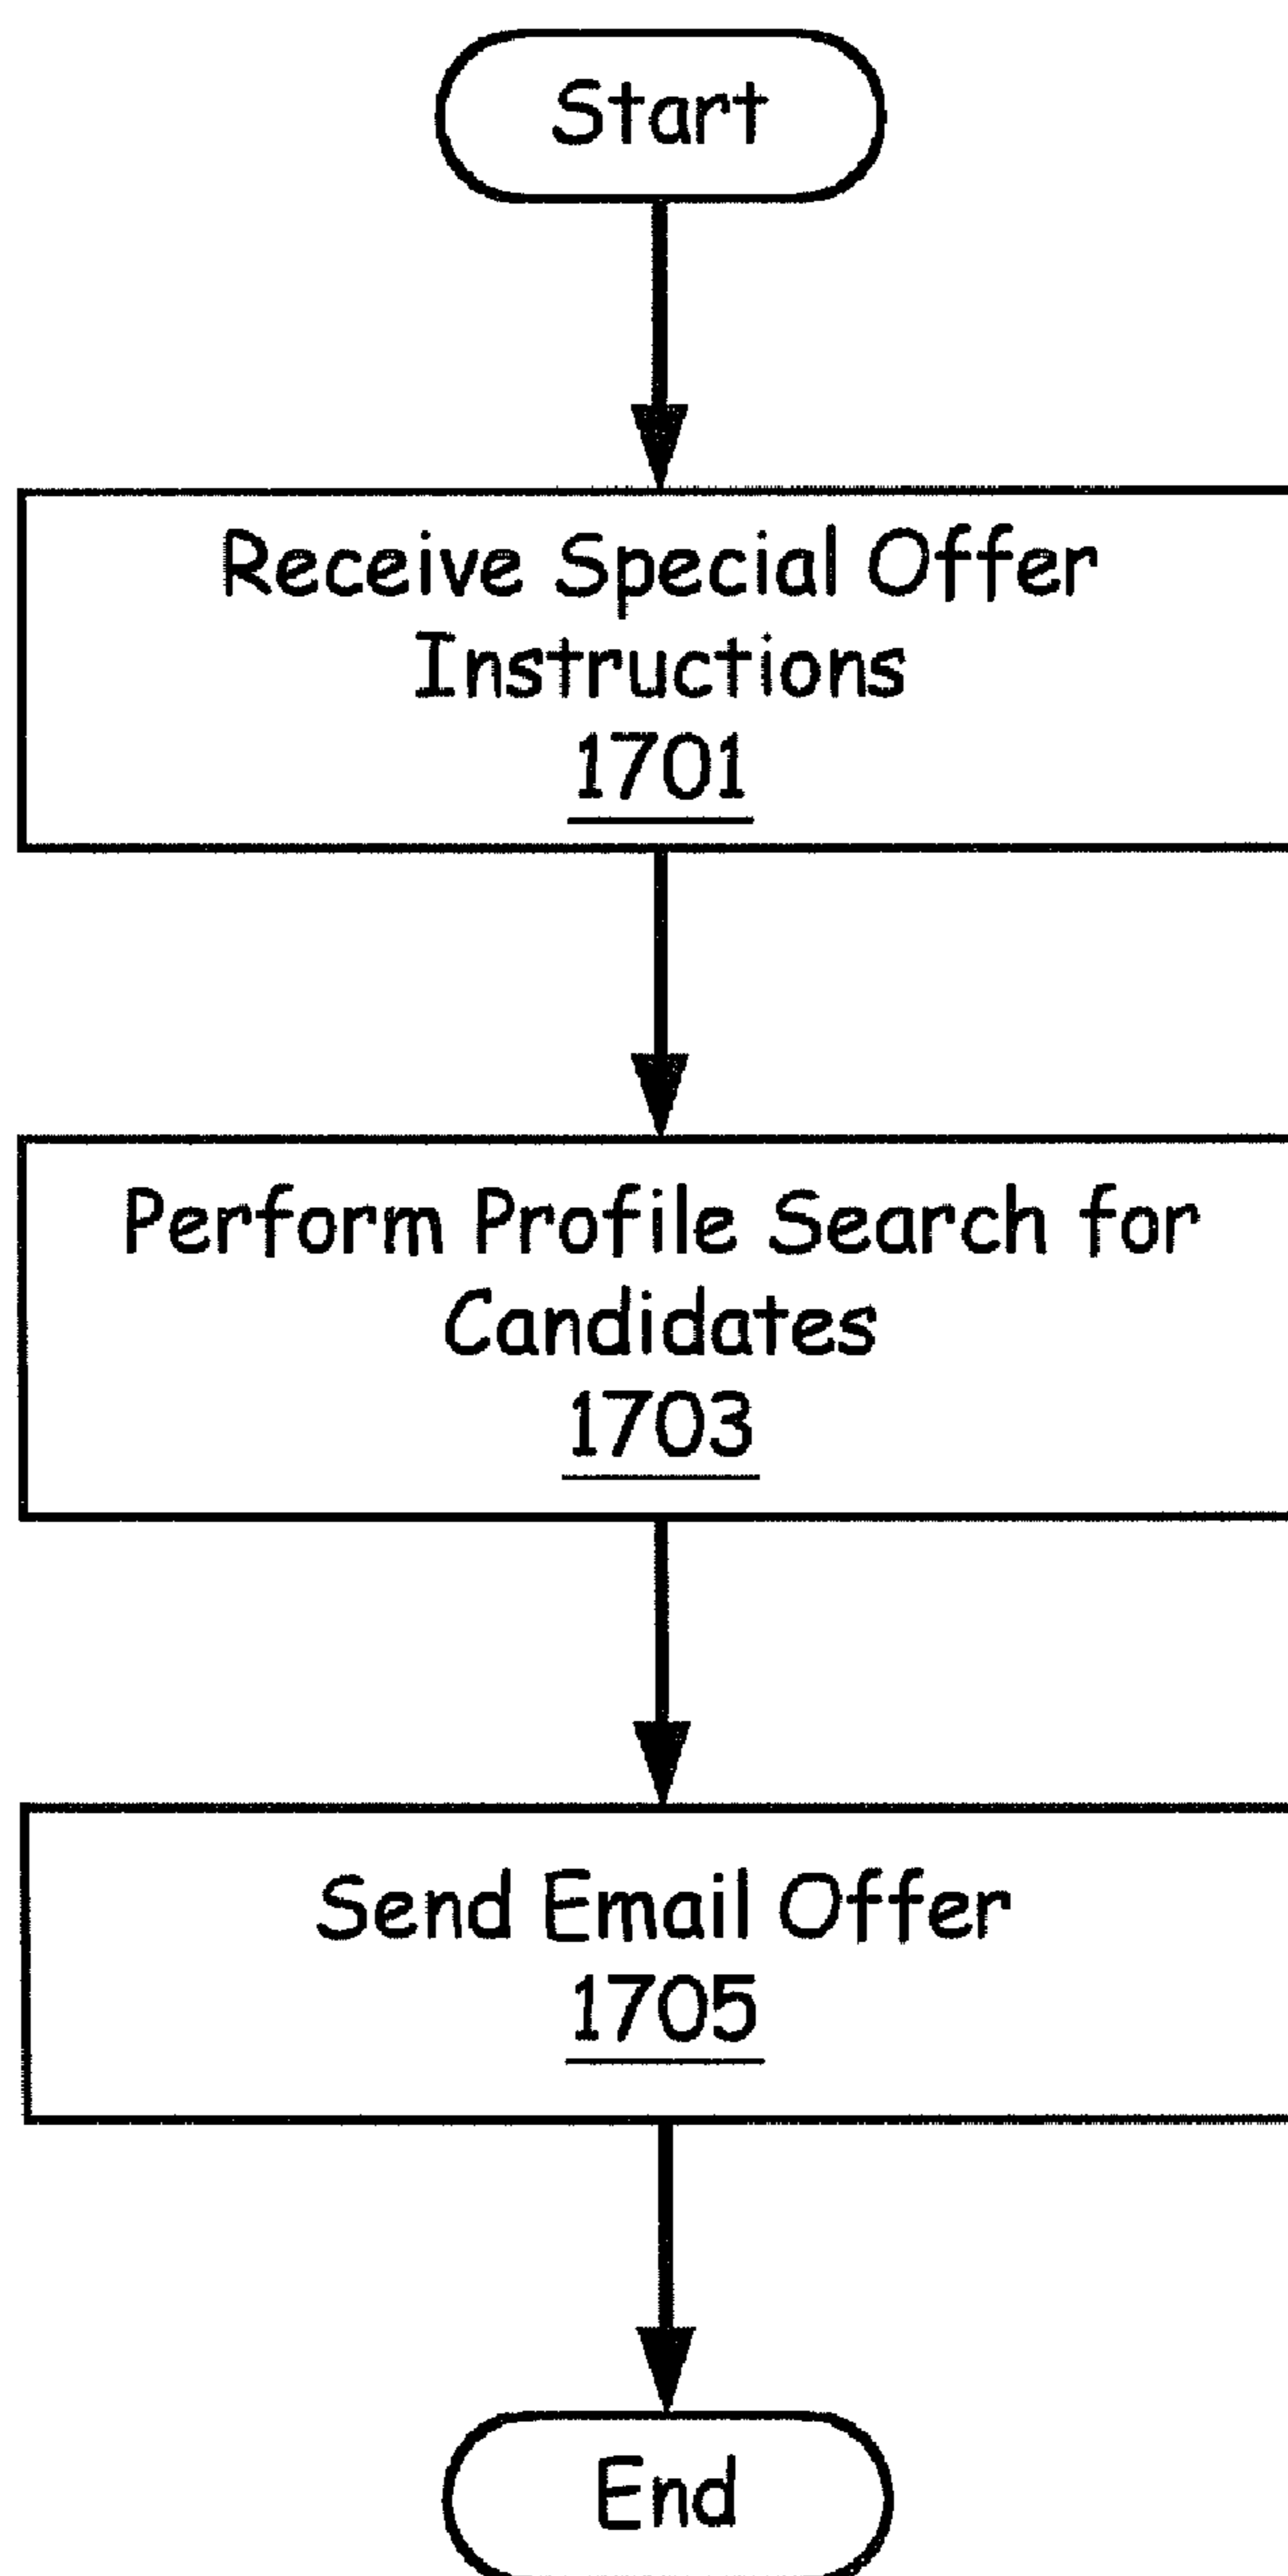 Start
Receive Special Offer
Instructions
1701
Perform Profile Search for
Candidates
1703
Send Email Offer
1705
End